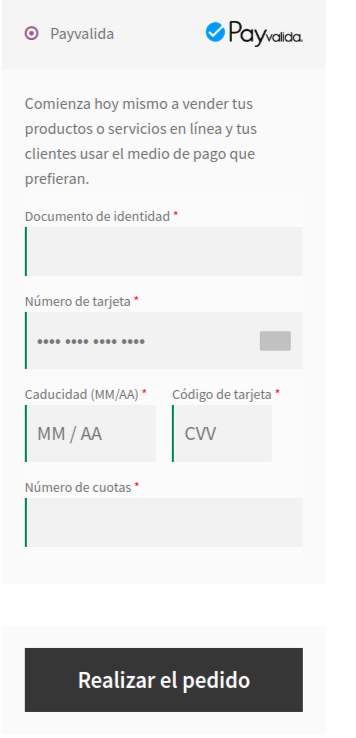 Payvalida Payvalida.
Comienza hoy mismo a vender tus
productos o servicios en línea y tus
clientes usar el medio de pago que
prefieran.
Documento de identidad *
Número de tarjeta *
•••• •••• •••• ••••
Caducidad (MM/AA) * Código de tarjeta *
MM / AA CVV
Número de cuotas *
Realizar el pedido